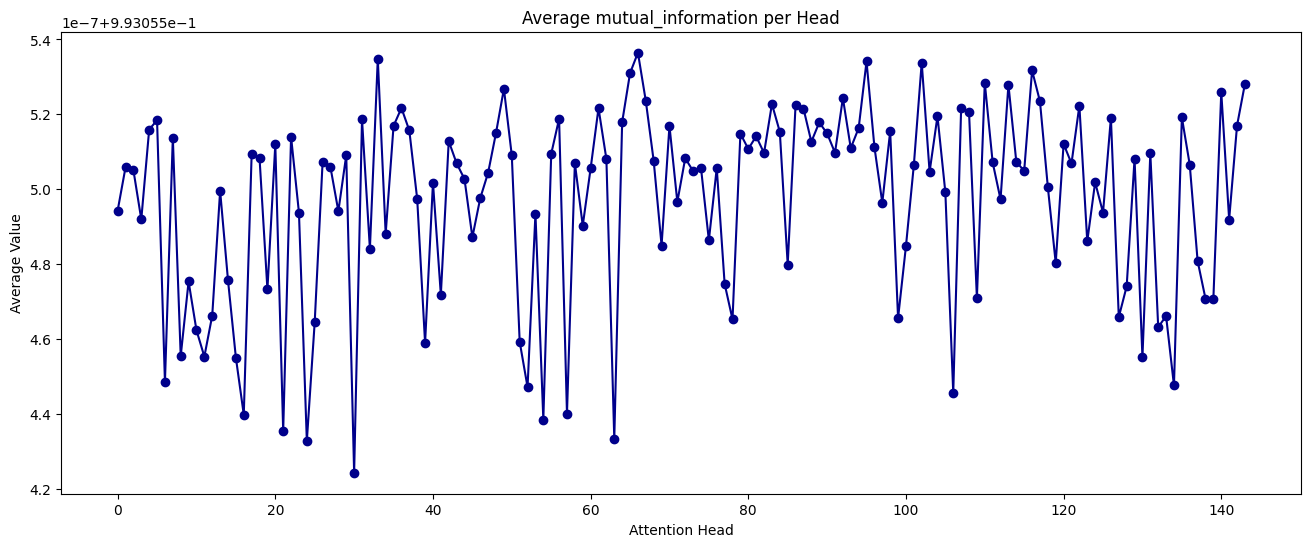 Average mutual_information per Head
1e−7+9.93055e−1
5.4
5.2
5.0
4.8
4.6
4.4
4.2
Average Value
0 20 40 60 80 100 120 140
Attention Head